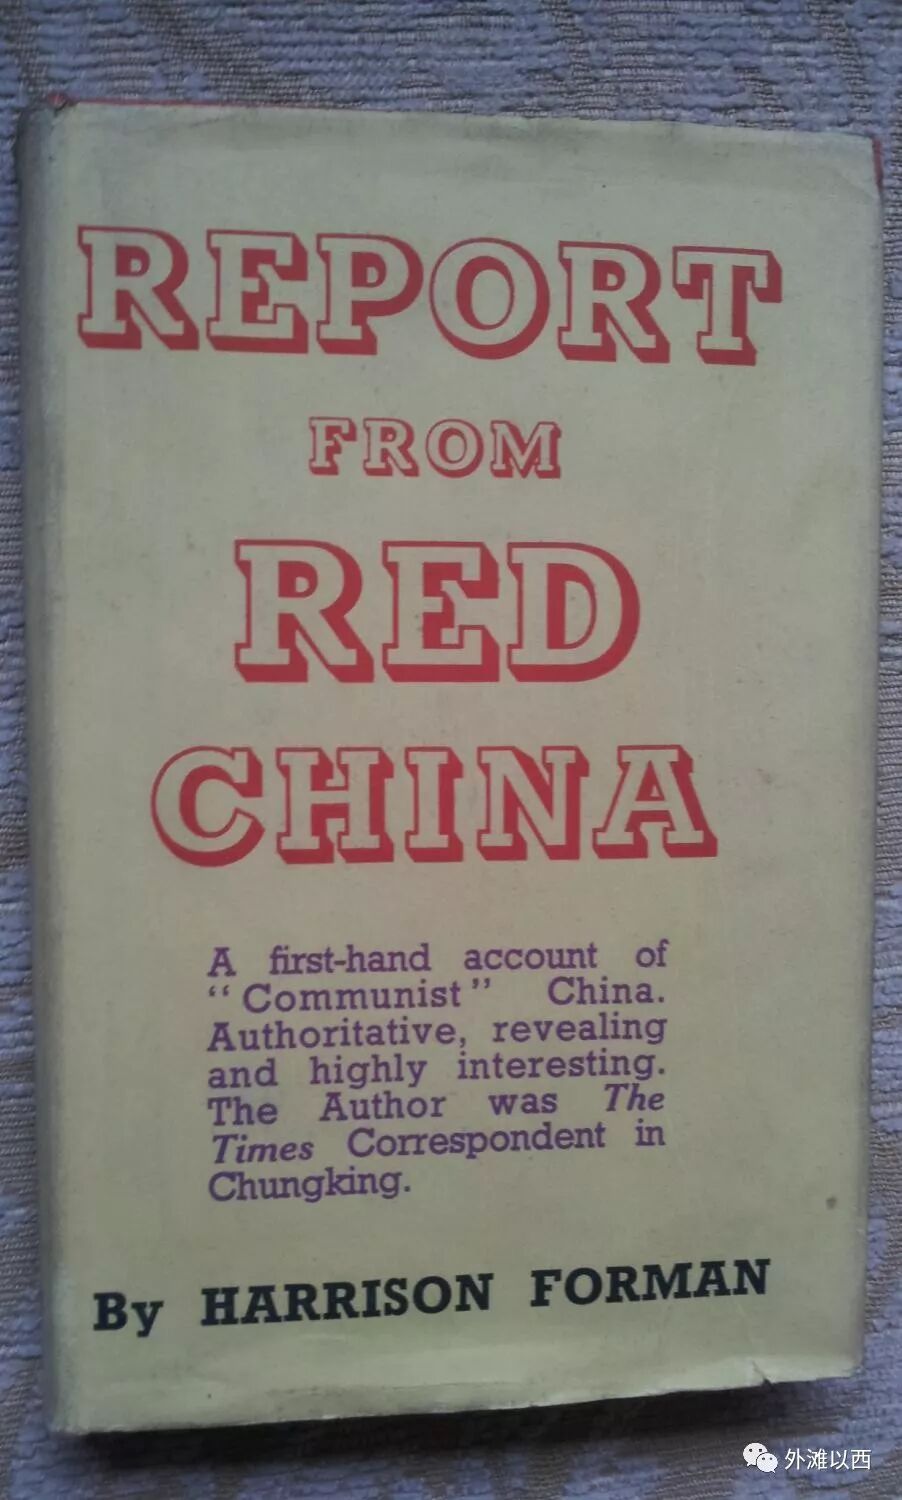 REPORT
FROM
RED
CHINA
A first-hand account of
"Communist" China.
Authoritative, revealing
and highly interesting.
The Author was The
Times Correspondent in
Chungking.
By HARRISON FORMAN
外滩以西